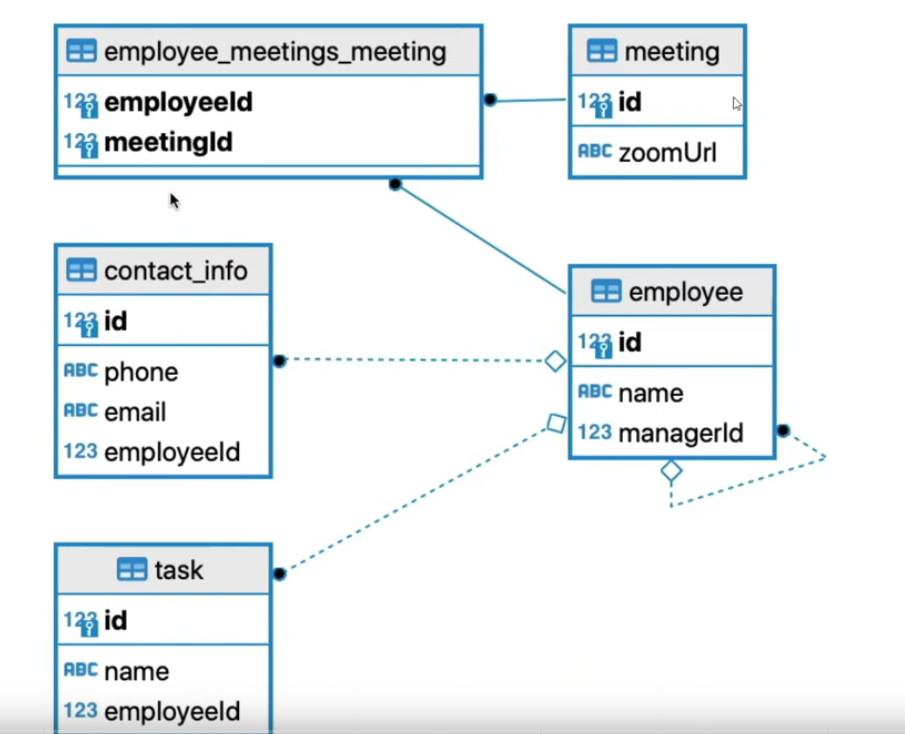 employee_meetings_meeting
123 employeeId
123 meetingId
meeting
123 id
ABC zoomUrl
contact_info
123 id
ABC phone
ABC email
123 employeeId
employee
123 id
ABC name
123 managerId
task
123 id
ABC name
123 employeeId